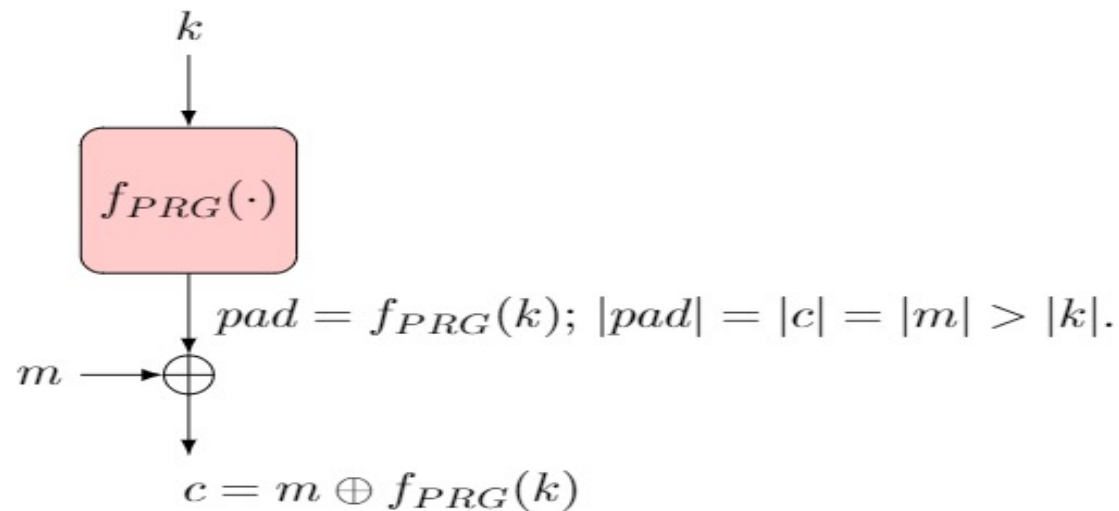 k
f_{PRG}(·)
pad = f_{PRG}(k); |pad| = |c| = |m| > |k|.
m
c = m ⊕ f_{PRG}(k)